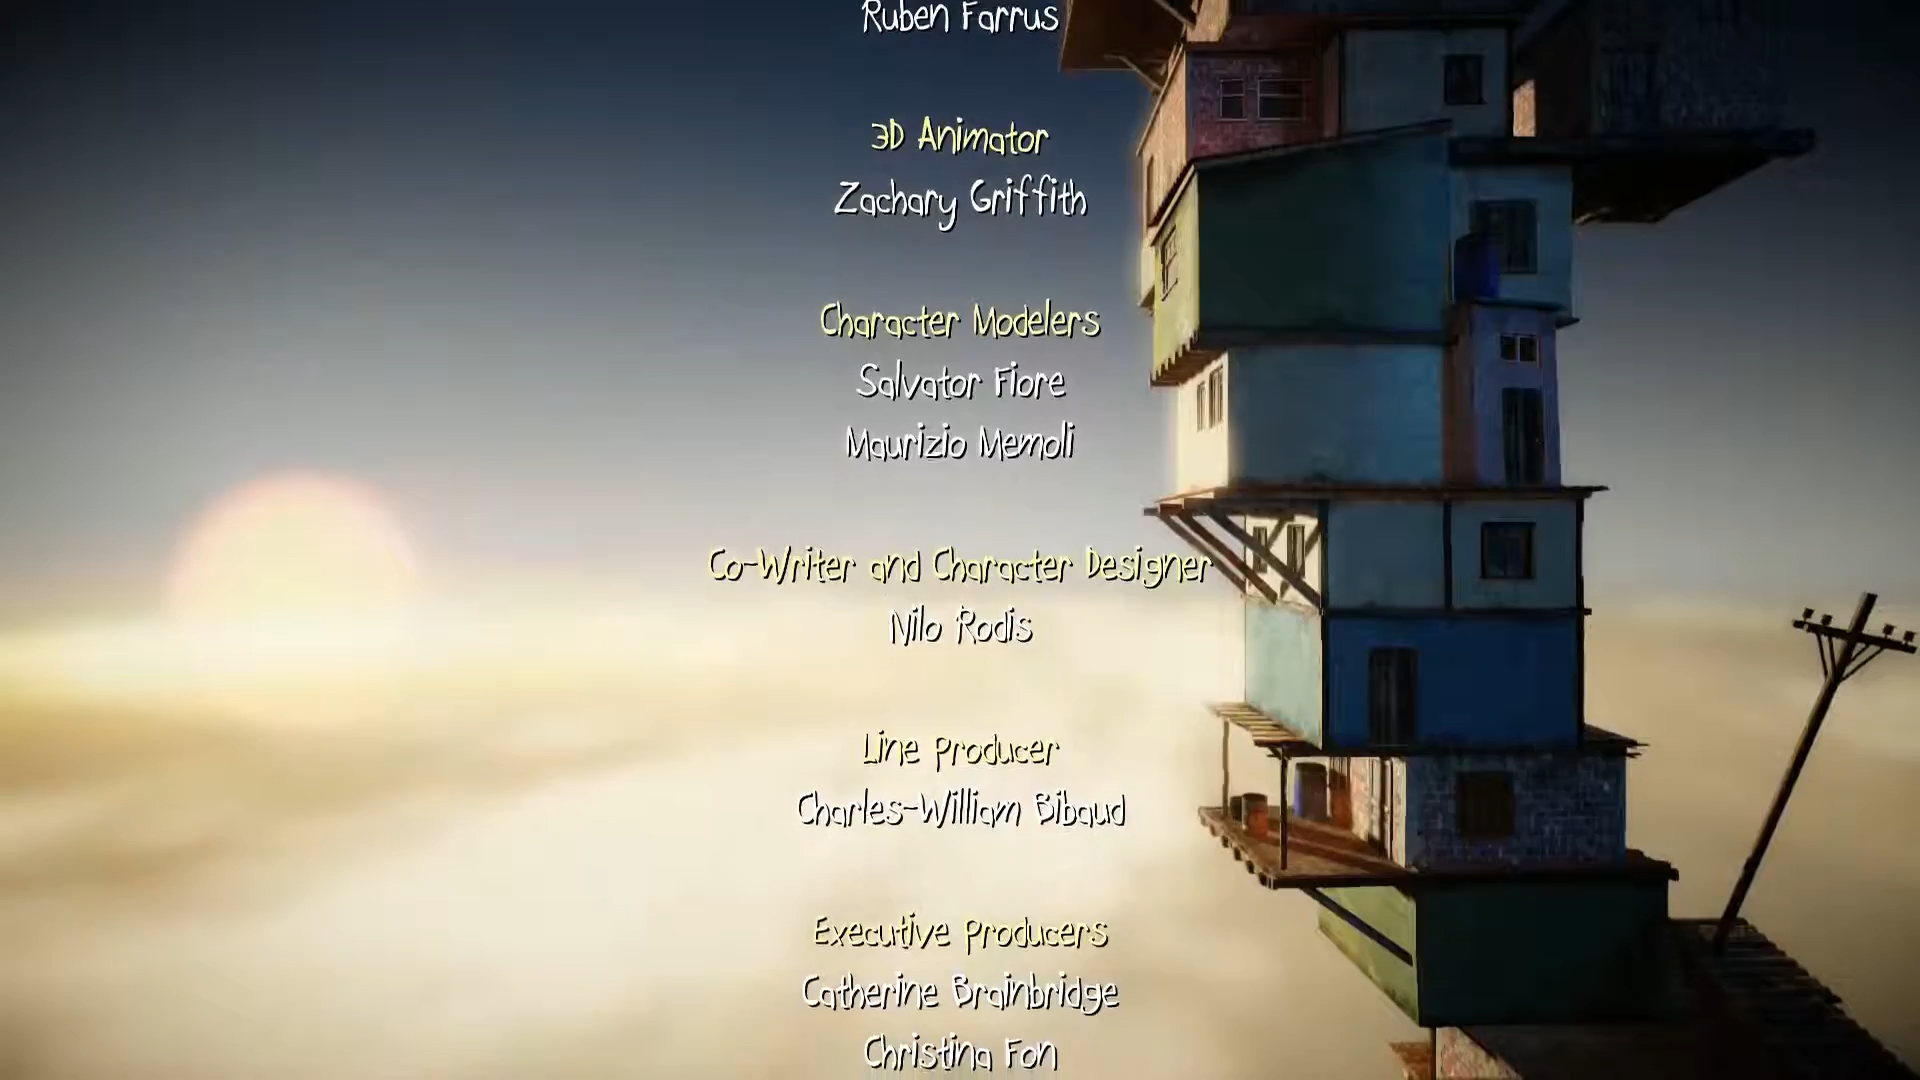 Ruben Farrus
3D Animator
Zachary Griffith
Character Modelers
Salvator Fiore
Maurizio Memoli
Co-Writer and Character Designer
Nilo Rodis
Line Producer
Charles-William Bibaud
Executive Producers
Catherine Brainbridge
Christina Fon